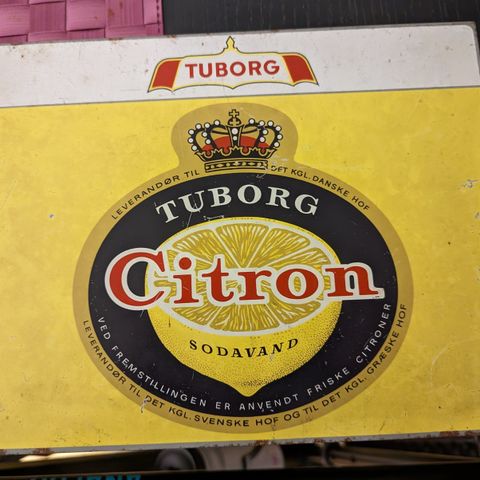 TUBORG
LEVERANDØR TIL DET KGL. DANSKE HOF
TUBORG
Citron
SODAVAND
VED FREMSTILLINGEN ER ANVENDT FRISKE CITRONER
LEVERANDØR TIL DET KGL. SVENSKE HOF OG TIL DET KGL. GRÆSKE HOF